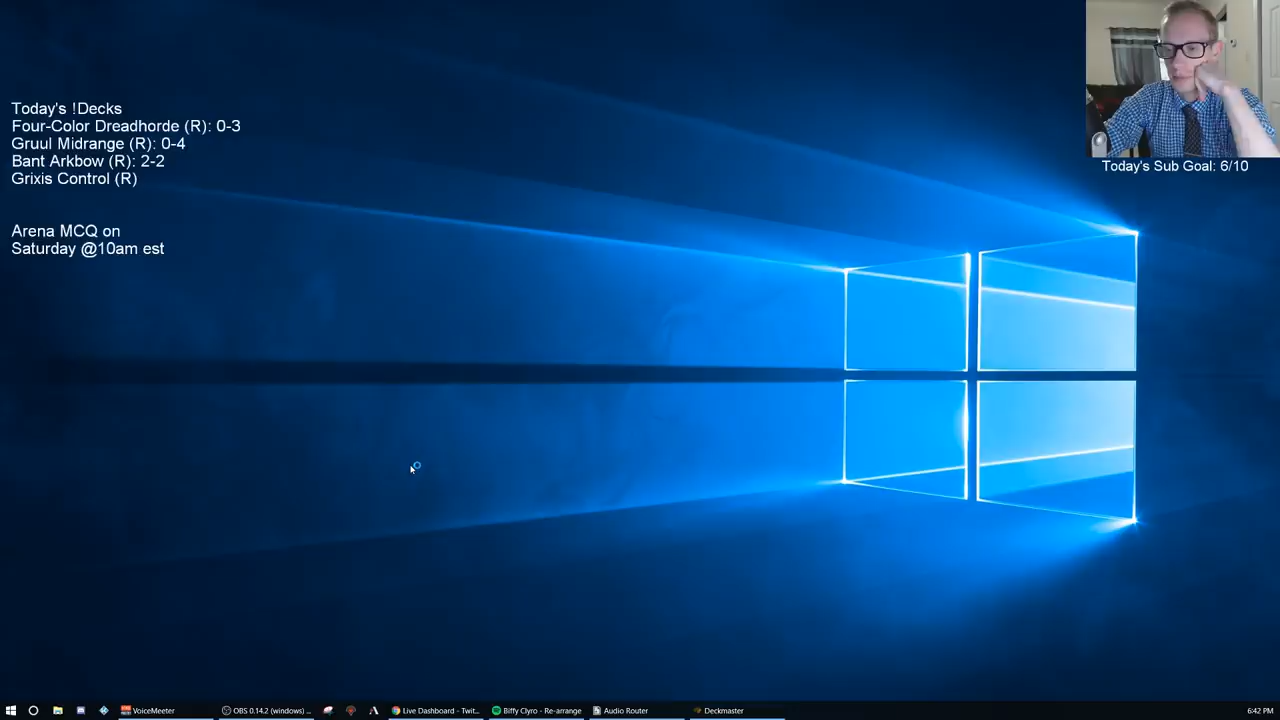 Today's !Decks
Four-Color Dreadhorde (R): 0-3
Gruul Midrange (R): 0-4
Bant Arkbow (R): 2-2
Grixis Control (R)
Arena MCQ on
Saturday @10am est
Today's Sub Goal: 6/10
VoiceMeeter
OBS 0.14.2 (windows) ...
Live Dashboard - Twit...
Biffy Clyro - Re-arrange
Audio Router
Deckmaster
6:42 PM